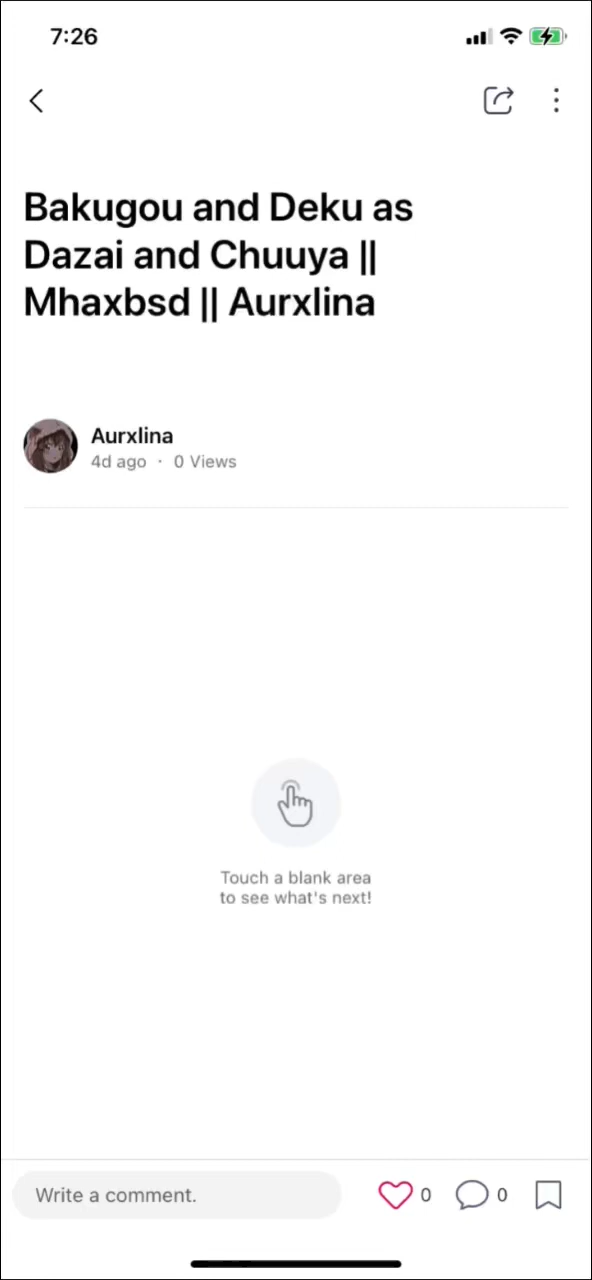 7:26
Bakugou and Deku as
Dazai and Chuuya ||
Mhaxbsd || Aurxlina
Aurxlina
4d ago · 0 Views
Touch a blank area
to see what's next!
Write a comment.
0
0